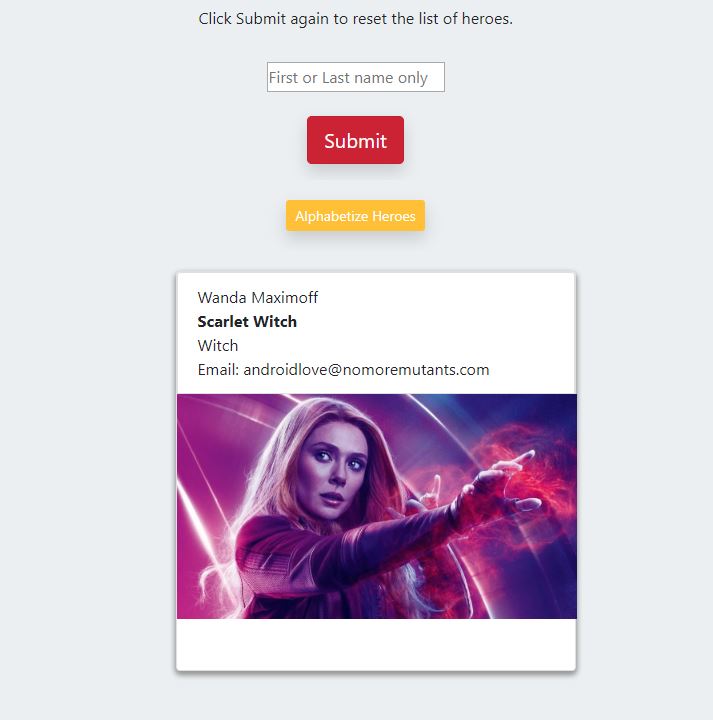 Click Submit again to reset the list of heroes.
First or Last name only
Submit
Alphabetize Heroes
Wanda Maximoff
Scarlet Witch
Witch
Email: androidlove@nomoremutants.com